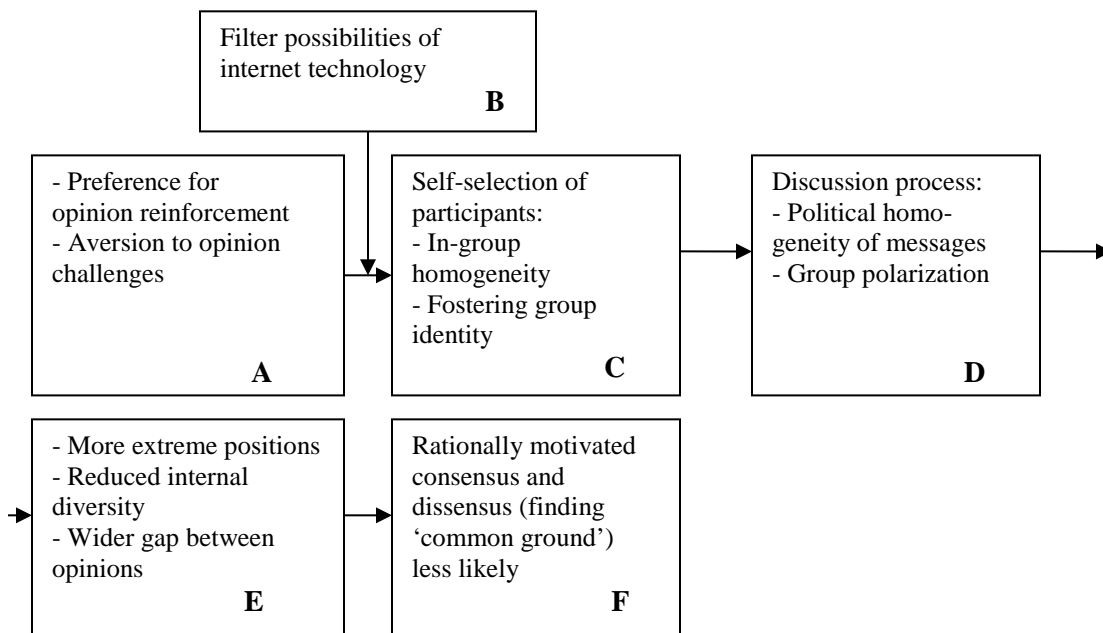 Filter possibilities of
internet technology
B
- Preference for
opinion reinforcement
- Aversion to opinion
challenges
A
Self-selection of
participants:
- In-group
homogeneity
- Fostering group
identity
C
Discussion process:
- Political homo-
geneity of messages
- Group polarization
D
- More extreme positions
- Reduced internal
diversity
- Wider gap between
opinions
E
Rationally motivated
consensus and
dissensus (finding
‘common ground’)
less likely
F